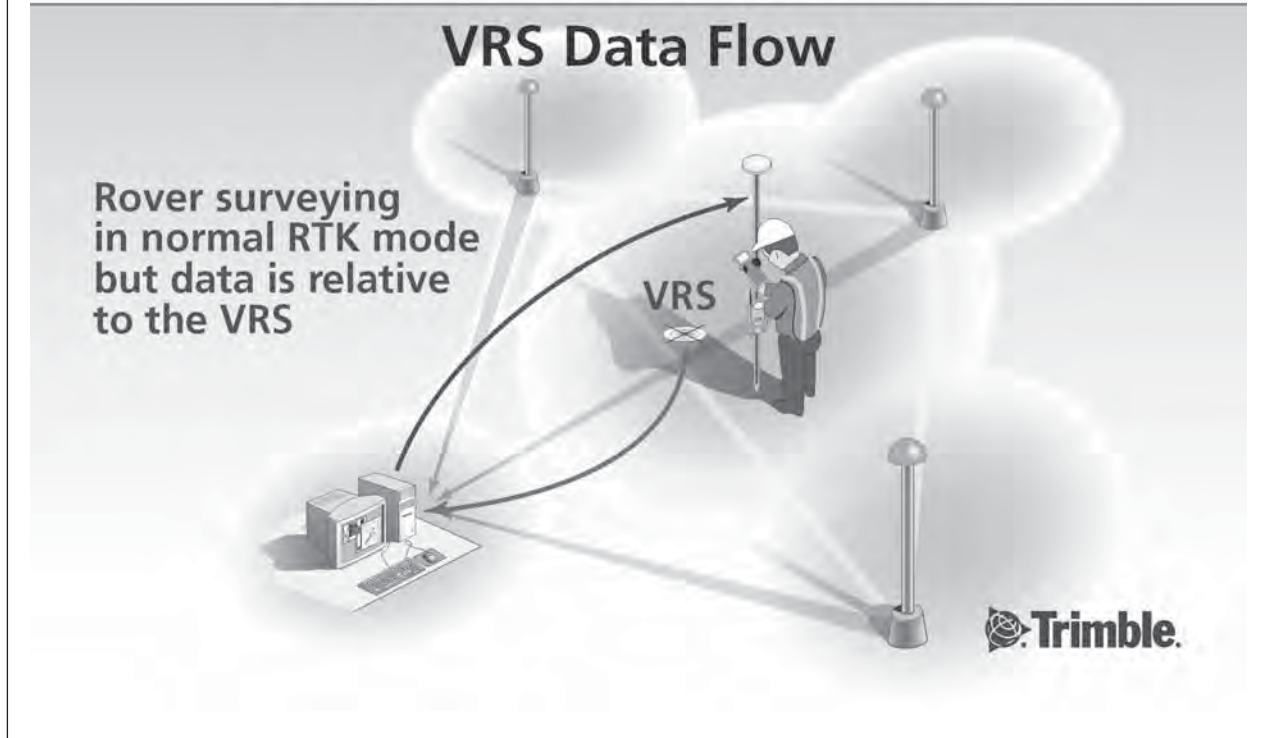 VRS Data Flow
Rover surveying
in normal RTK mode
but data is relative
to the VRS
VRS
Trimble.